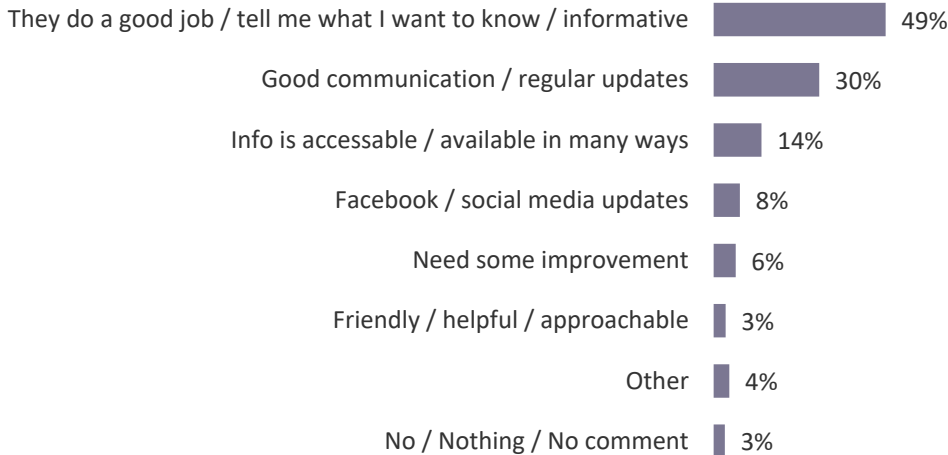 They do a good job / tell me what I want to know / informative 49%
Good communication / regular updates 30%
Info is accessable / available in many ways 14%
Facebook / social media updates 8%
Need some improvement 6%
Friendly / helpful / approachable 3%
Other 4%
No / Nothing / No comment 3%